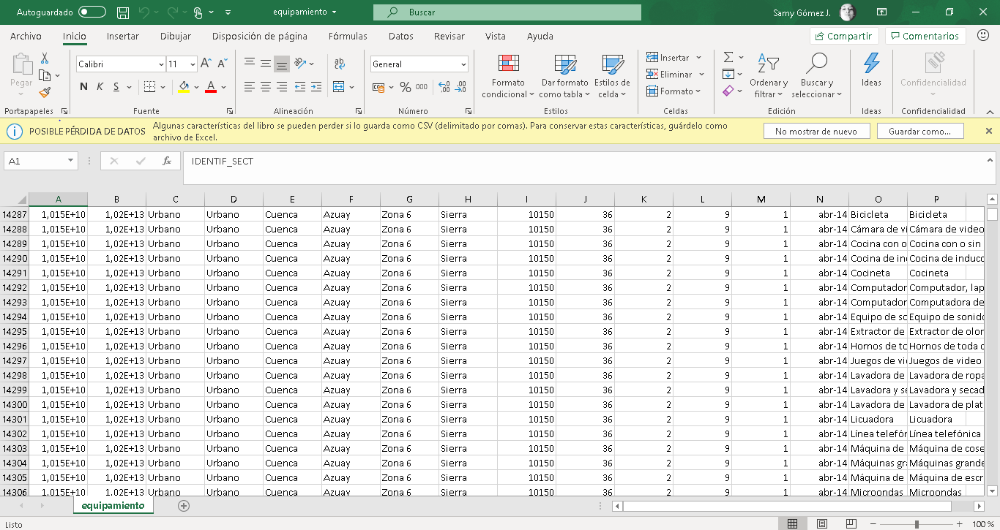 Autoguardado equipamiento Buscar Samy Gómez J.
Archivo Inicio Insertar Dibujar Disposición de página Fórmulas Datos Revisar Vista Ayuda Compartir Comentarios
Pegar Calibri 11 General Formato condicional Dar formato como tabla Estilos de celda Insertar Eliminar Formato Ordenar y filtrar Buscar y seleccionar Ideas Confidencialidad
N K S % 000
Portapapeles Fuente Alineación Número Estilos Celdas Edición Ideas Confidencialidad
POSIBLE PÉRDIDA DE DATOS Algunas características del libro se pueden perder si lo guarda como CSV (delimitado por comas). Para conservar estas características, guárdelo como
archivo de Excel. No mostrar de nuevo Guardar como...
A1 fx IDENTIF_SECT
A B C D E F G H I J K L M N O P
14287 1,015E+10 1,02E+13 Urbano Urbano Cuenca Azuay Zona 6 Sierra 10150 36 2 9 1 abr-14 Bicicleta Bicicleta
14288 1,015E+10 1,02E+13 Urbano Urbano Cuenca Azuay Zona 6 Sierra 10150 36 2 9 1 abr-14 Cámara de vi Cámara de video
14289 1,015E+10 1,02E+13 Urbano Urbano Cuenca Azuay Zona 6 Sierra 10150 36 2 9 1 abr-14 Cocina con o Cocina con o sin
14290 1,015E+10 1,02E+13 Urbano Urbano Cuenca Azuay Zona 6 Sierra 10150 36 2 9 1 abr-14 Cocina de in Cocina de inducc
14291 1,015E+10 1,02E+13 Urbano Urbano Cuenca Azuay Zona 6 Sierra 10150 36 2 9 1 abr-14 Cocineta Cocineta
14292 1,015E+10 1,02E+13 Urbano Urbano Cuenca Azuay Zona 6 Sierra 10150 36 2 9 1 abr-14 Computador Computador, lap
14293 1,015E+10 1,02E+13 Urbano Urbano Cuenca Azuay Zona 6 Sierra 10150 36 2 9 1 abr-14 Computador Computadora de
14294 1,015E+10 1,02E+13 Urbano Urbano Cuenca Azuay Zona 6 Sierra 10150 36 2 9 1 abr-14 Equipo de so Equipo de sonido
14295 1,015E+10 1,02E+13 Urbano Urbano Cuenca Azuay Zona 6 Sierra 10150 36 2 9 1 abr-14 Extractor de Extractor de olor
14296 1,015E+10 1,02E+13 Urbano Urbano Cuenca Azuay Zona 6 Sierra 10150 36 2 9 1 abr-14 Hornos de to Hornos de toda c
14297 1,015E+10 1,02E+13 Urbano Urbano Cuenca Azuay Zona 6 Sierra 10150 36 2 9 1 abr-14 Juegos de vi Juegos de video
14298 1,015E+10 1,02E+13 Urbano Urbano Cuenca Azuay Zona 6 Sierra 10150 36 2 9 1 abr-14 Lavadora de Lavadora de ropa
14299 1,015E+10 1,02E+13 Urbano Urbano Cuenca Azuay Zona 6 Sierra 10150 36 2 9 1 abr-14 Lavadora y se Lavadora y secad
14300 1,015E+10 1,02E+13 Urbano Urbano Cuenca Azuay Zona 6 Sierra 10150 36 2 9 1 abr-14 Lavadora de Lavadora de plat
14301 1,015E+10 1,02E+13 Urbano Urbano Cuenca Azuay Zona 6 Sierra 10150 36 2 9 1 abr-14 Licuadora Licuadora
14302 1,015E+10 1,02E+13 Urbano Urbano Cuenca Azuay Zona 6 Sierra 10150 36 2 9 1 abr-14 Línea telefón Línea telefónica
14303 1,015E+10 1,02E+13 Urbano Urbano Cuenca Azuay Zona 6 Sierra 10150 36 2 9 1 abr-14 Máquina de Máquina de cose
14304 1,015E+10 1,02E+13 Urbano Urbano Cuenca Azuay Zona 6 Sierra 10150 36 2 9 1 abr-14 Máquinas gr Máquinas grande
14305 1,015E+10 1,02E+13 Urbano Urbano Cuenca Azuay Zona 6 Sierra 10150 36 2 9 1 abr-14 Máquina de Máquina de escr
14306 1,015E+10 1,02E+13 Urbano Urbano Cuenca Azuay Zona 6 Sierra 10150 36 2 9 1 abr-14 Microondas Microondas
equipamiento
Listo 100 %